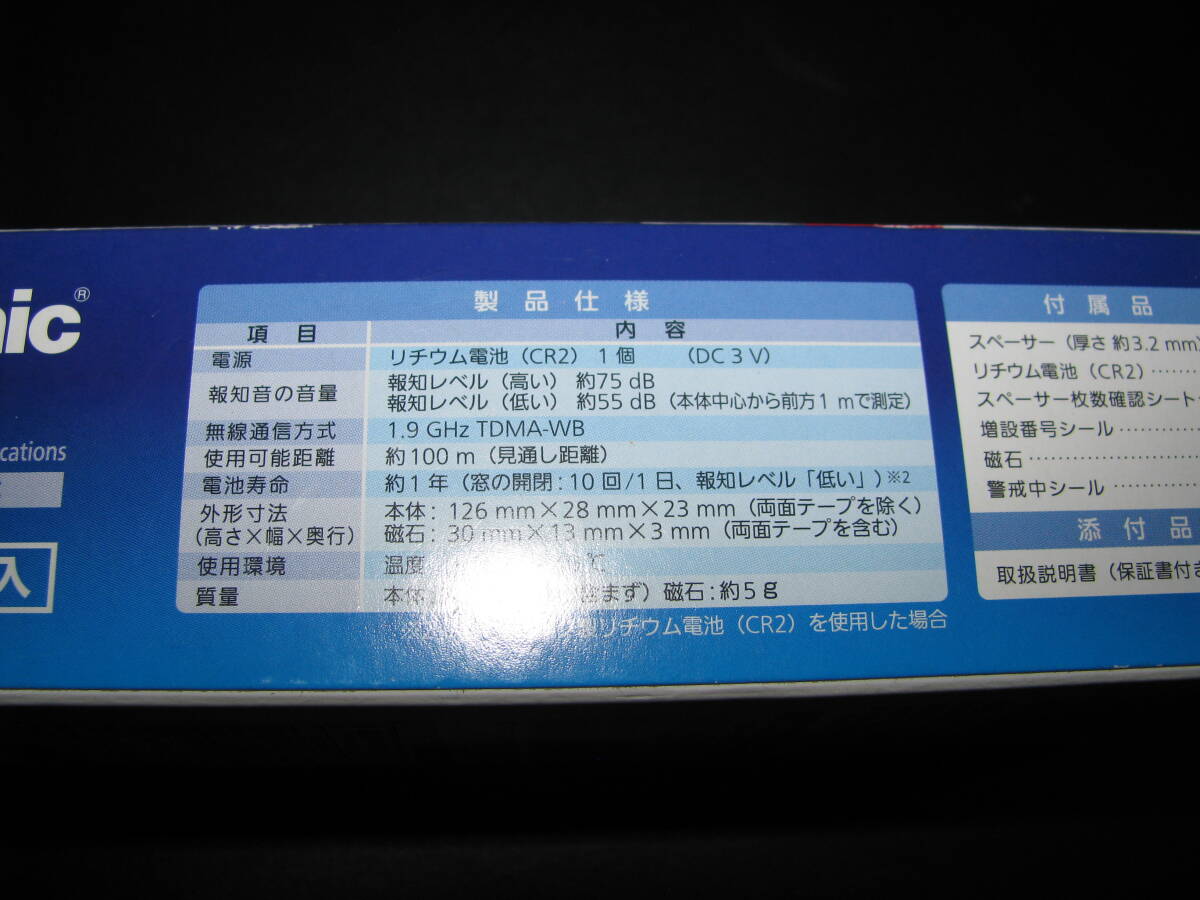 nic®
cations
入
製品仕様
項目 内容
電源 リチウム電池（CR2） 1個 （DC 3 V）
報知音の音量 報知レベル（高い） 約75 dB
報知レベル（低い） 約55 dB（本体中心から前方1 mで測定）
無線通信方式 1.9 GHz TDMA-WB
使用可能距離 約100 m（見通し距離）
電池寿命 約1年（窓の開閉：10回/1日、報知レベル「低い」）※2
外形寸法 本体：126 mm×28 mm×23 mm（両面テープを除く）
(高さ×幅×奥行) 磁石：30 mm×13 mm×3 mm（両面テープを含む）
使用環境 温度 ℃
質量 本体 含まず）磁石：約5 g
リチウム電池（CR2）を使用した場合
付属品
スペーサー（厚さ 約3.2 mm）
リチウム電池（CR2）………
スペーサー枚数確認シート
増設番号シール…………
磁石………………
警戒中シール…………
添付品
取扱説明書（保証書付き